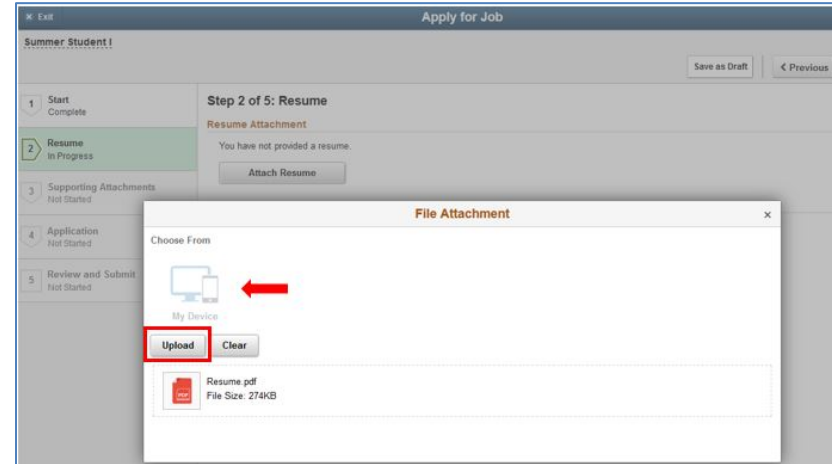 × Exit
Apply for Job
Summer Student I
Save as Draft
< Previous
1 Start
Complete
Step 2 of 5: Resume
Resume Attachment
2 Resume
In Progress
You have not provided a resume.
Attach Resume
3 Supporting Attachments
Not Started
File Attachment
×
4 Application
Not Started
Choose From
5 Review and Submit
Not Started
My Device
Upload
Clear
PDF
Resume.pdf
File Size: 274KB